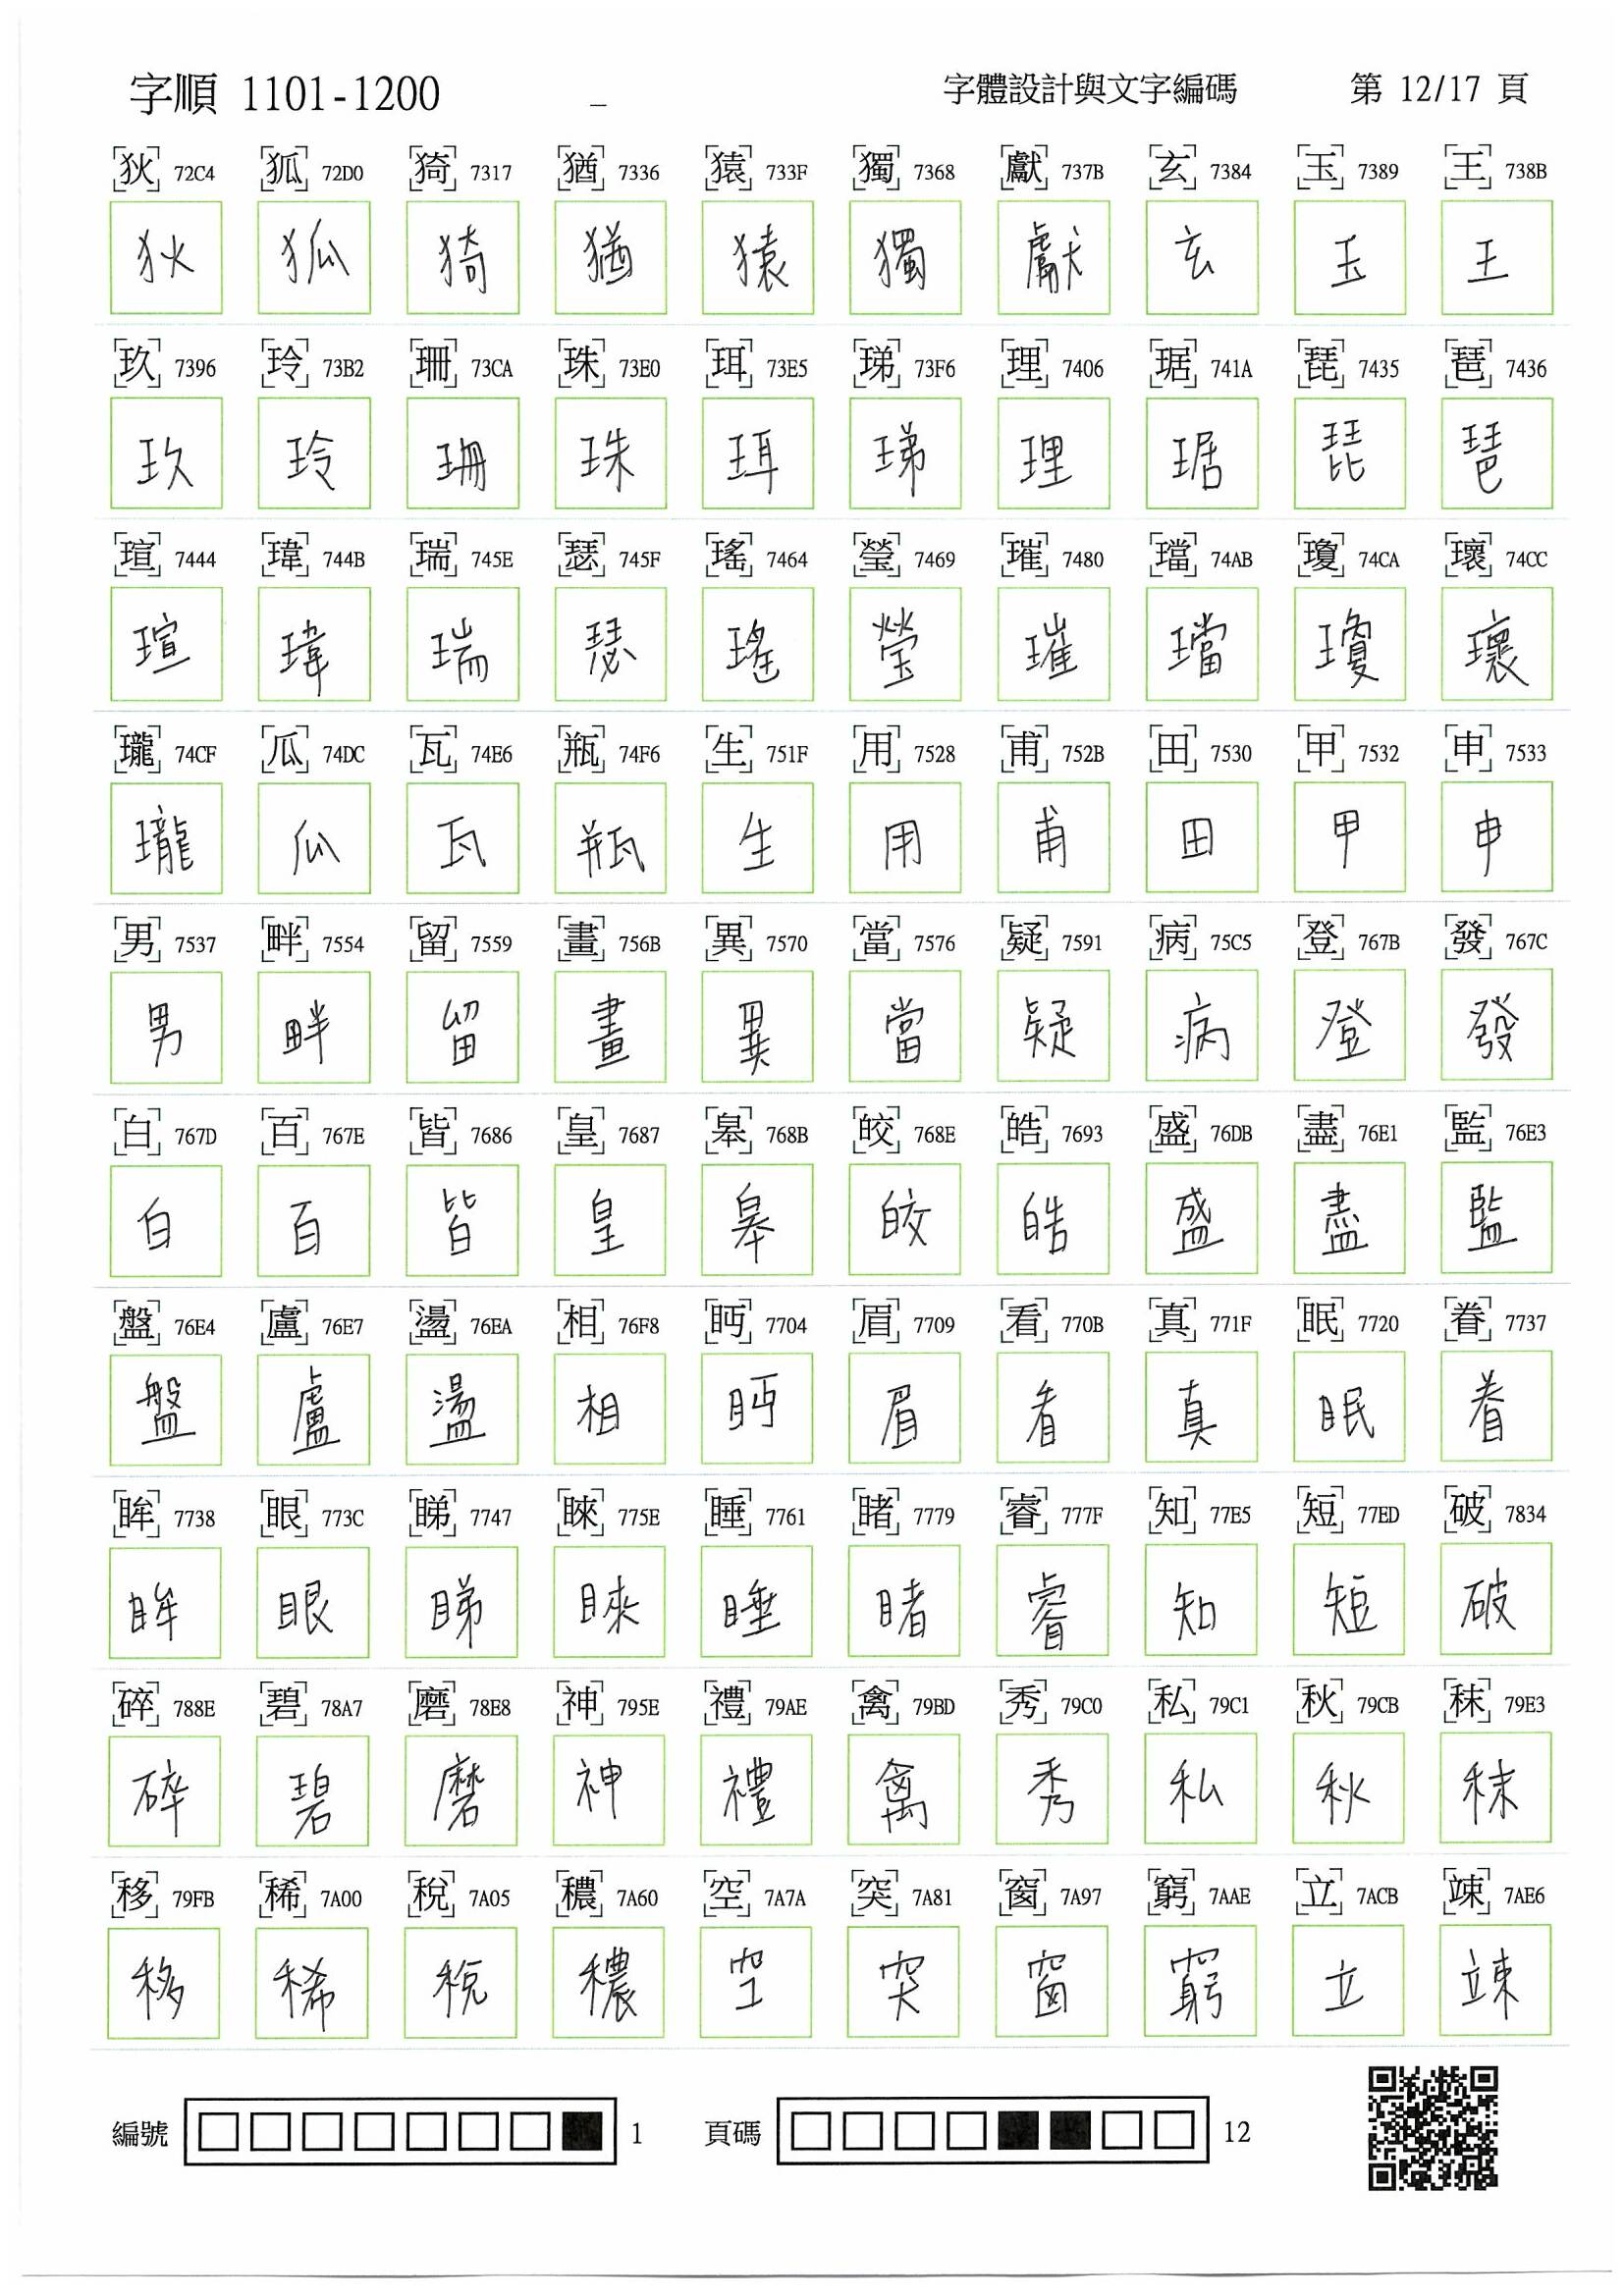 字順 1101-1200 _ 字體設計與文字編碼 第 12/17 頁
狄 72C4 狐 72D0 猗 7317 猶 7336 猿 733F 獨 7368 獻 737B 玄 7384 玉 7389 王 738B
狄 狐 猗 猶 猿 獨 獻 玄 玉 王
玖 7396 玲 73B2 珊 73CA 珠 73E0 珥 73E5 珶 73F6 理 7406 琚 741A 琵 7435 琶 7436
玖 玲 珊 珠 珥 珶 理 琚 琵 琶
瑄 7444 瑋 744B 瑞 745E 瑟 745F 瑤 7464 瑩 7469 璀 7480 璫 74AB 瓊 74CA 瓌 74CC
瑄 瑋 瑞 瑟 瑤 瑩 璀 璫 瓊 瓌
瓏 74CF 瓜 74DC 瓦 74E6 瓶 74F6 生 751F 用 7528 甫 752B 田 7530 甲 7532 申 7533
瓏 瓜 瓦 瓶 生 用 甫 田 甲 申
男 7537 畔 7554 留 7559 畫 756B 異 7570 當 7576 疑 7591 病 75C5 登 767B 發 767C
男 畔 留 畫 異 當 疑 病 登 發
白 767D 百 767E 皆 7686 皇 7687 皋 768B 皎 768E 皓 7693 盛 76DB 盡 76E1 監 76E3
白 百 皆 皇 皋 皎 皓 盛 盡 監
盤 76E4 盧 76E7 盪 76EA 相 76F8 眄 7704 眉 7709 看 770B 真 771F 眠 7720 眷 7737
盤 盧 盪 相 眄 眉 看 真 眠 眷
眸 7738 眼 773C 睇 7747 睞 775E 睡 7761 睹 7779 睿 777F 知 77E5 短 77ED 破 7834
眸 眼 睇 睞 睡 睹 睿 知 短 破
碎 788E 碧 78A7 磨 78E8 神 795E 禮 79AE 禽 79BD 秀 79C0 私 79C1 秋 79CB 秣 79E3
碎 碧 磨 神 禮 禽 秀 私 秋 秣
移 79FB 稀 7A00 稅 7A05 穠 7A60 空 7A7A 突 7A81 窗 7A97 窮 7AAE 立 7ACB 竦 7AE6
移 稀 稅 穠 空 突 窗 窮 立 竦
編號 1 頁碼 12